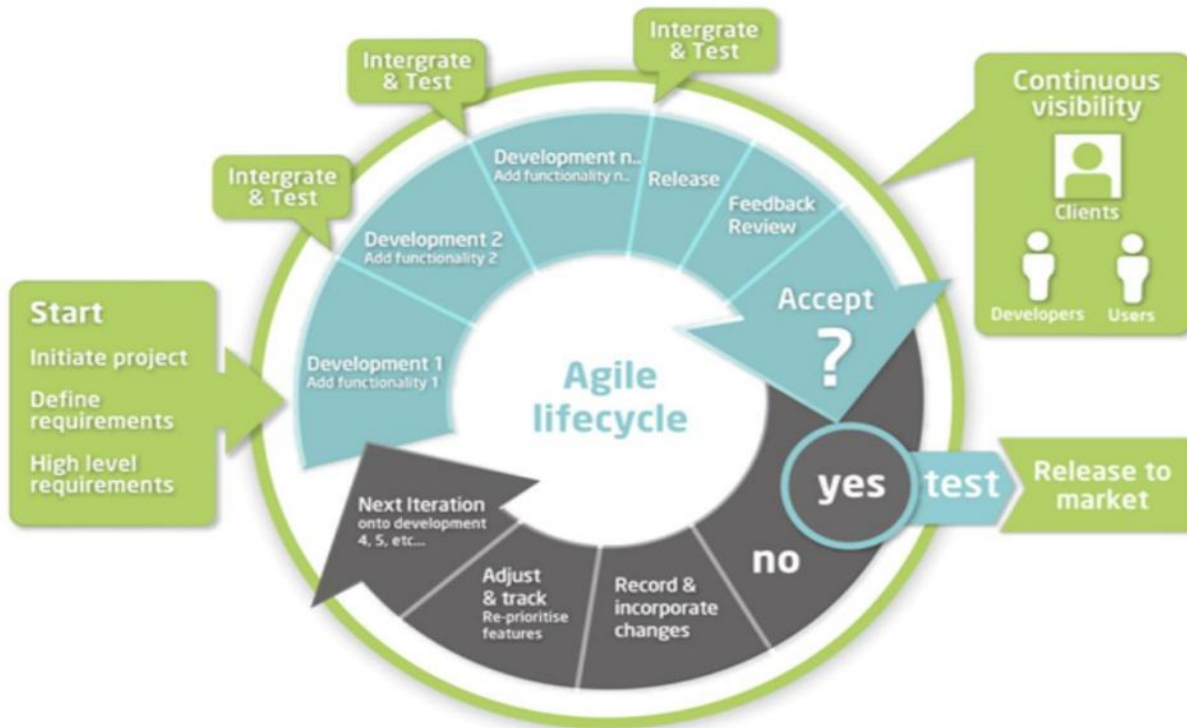 Start
Initiate project
Define
requirements
High level
requirements
Intergrate
& Test
Intergrate
& Test
Intergrate
& Test
Development 1
Add functionality 1
Development 2
Add functionality 2
Development n..
Add functionality n..
Release
Feedback
Review
Accept
?
Continuous
visibility
Clients
Developers
Users
Agile
lifecycle
yes
test
Release to
market
no
Record &
incorporate
changes
Adjust
& track
Re-prioritise
features
Next Iteration
onto development
4, 5, etc...